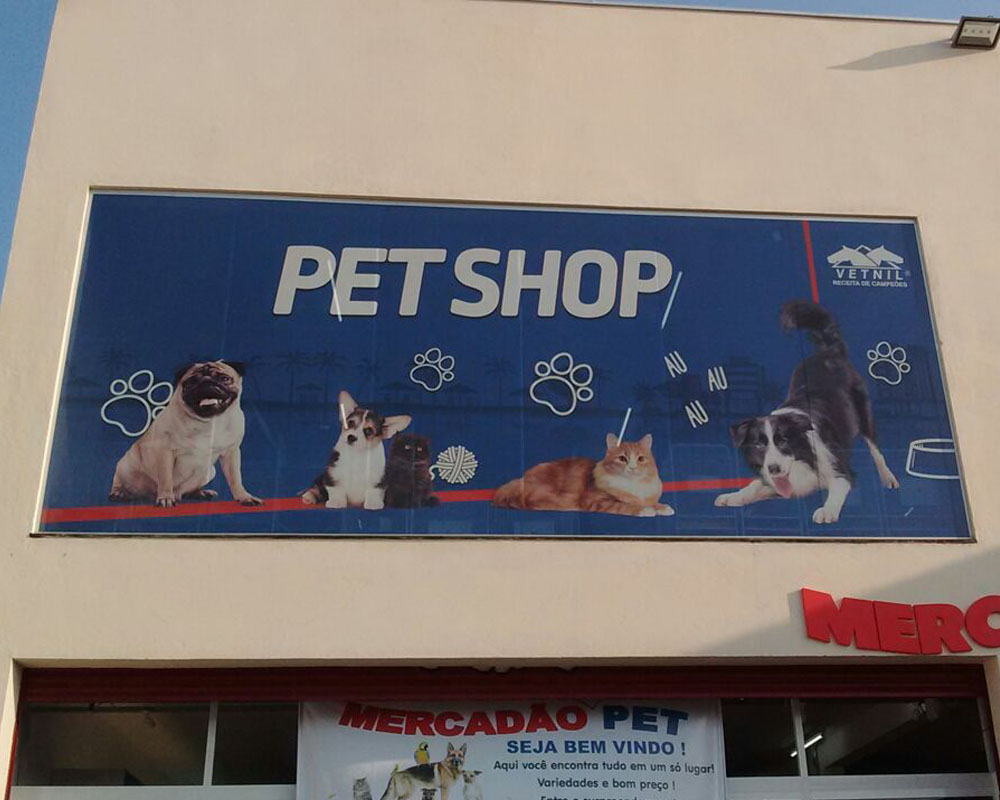 PET SHOP
VETNIL®
RECEITA DE CAMPEÕES
AU
AU
AU
MERC
MERCADÃO PET
SEJA BEM VINDO !
Aqui você encontra tudo em um só lugar!
Variedades e bom preço !